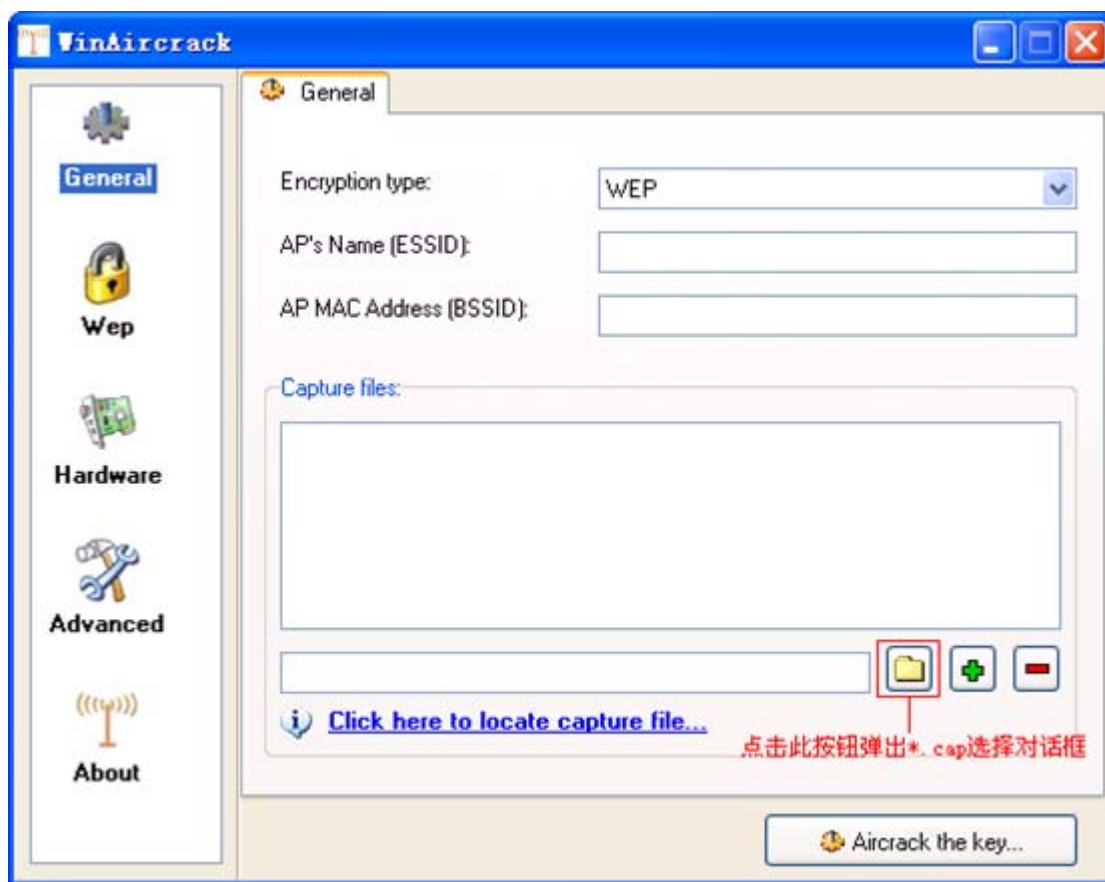 WinAircrack
General
Wep
Hardware
Advanced
About
General
Encryption type:
WEP
AP's Name (ESSID):
AP MAC Address (BSSID):
Capture files:
Click here to locate capture file...
点击此按钮弹出*.cap选择对话框
Aircrack the key...